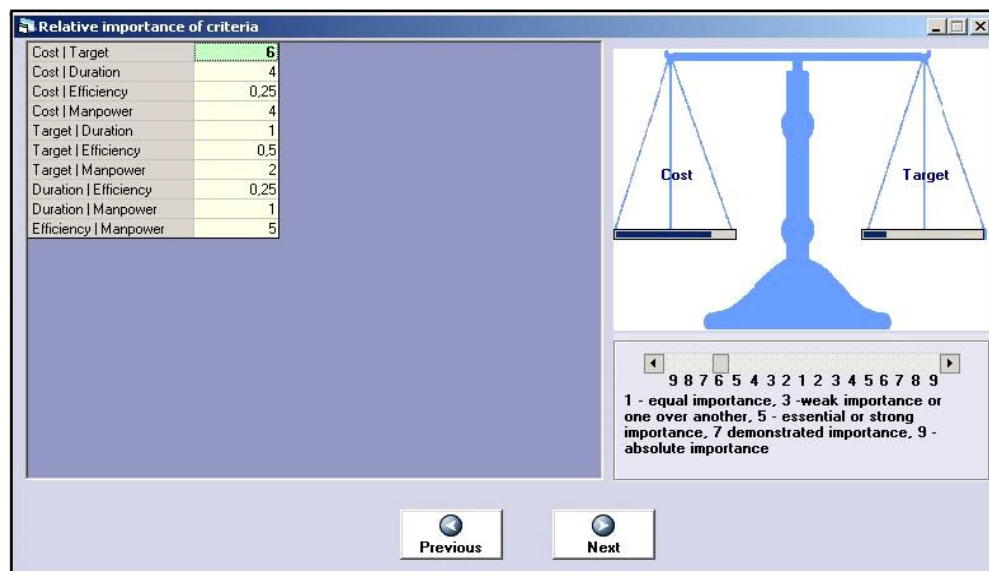 Relative importance of criteria
Cost | Target 6
Cost | Duration 4
Cost | Efficiency 0,25
Cost | Manpower 4
Target | Duration 1
Target | Efficiency 0,5
Target | Manpower 2
Duration | Efficiency 0,25
Duration | Manpower 1
Efficiency | Manpower 5
Cost
Target
9 8 7 6 5 4 3 2 1 2 3 4 5 6 7 8 9
1 - equal importance, 3 -weak importance or
one over another, 5 - essential or strong
importance, 7 demonstrated importance, 9 -
absolute importance
Previous
Next